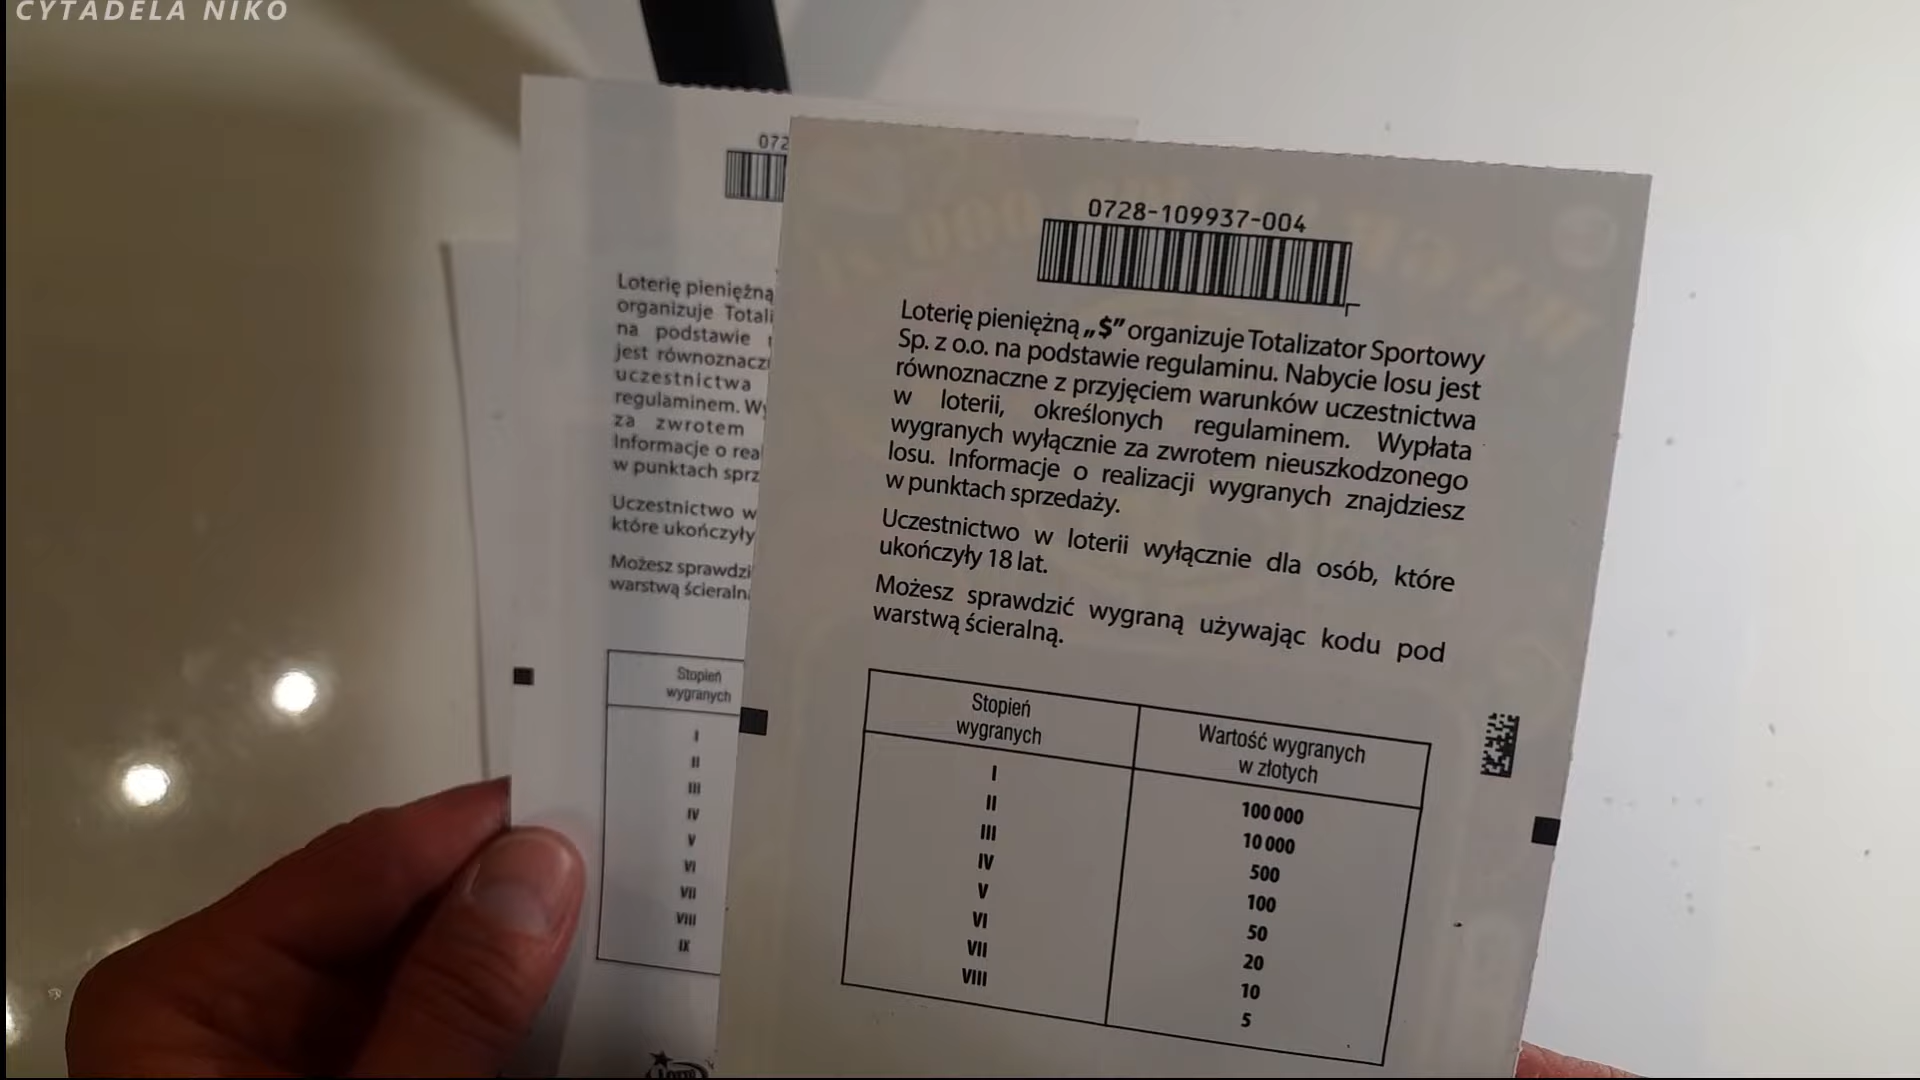 CYTADELA NIKO
072
Loterię pieniężną
organizuje Totali
na podstawie
jest równoznacz
uczestnictwa
regulaminem. Wy
za zwrotem
Informacje o rea
w punktach sprz
Uczestnictwo w
które ukończyły
Możesz sprawdzi
warstwą ścieraln
Stopień
wygranych
I
II
III
IV
V
VI
VII
VIII
IX
LOTTO
0728-109937-004
Loterię pieniężną „$” organizuje Totalizator Sportowy
Sp. z o.o. na podstawie regulaminu. Nabycie losu jest
równoznaczne z przyjęciem warunków uczestnictwa
w loterii, określonych regulaminem. Wypłata
wygranych wyłącznie za zwrotem nieuszkodzonego
losu. Informacje o realizacji wygranych znajdziesz
w punktach sprzedaży.
Uczestnictwo w loterii wyłącznie dla osób, które
ukończyły 18 lat.
Możesz sprawdzić wygraną używając kodu pod
warstwą ścieralną.
Stopień
wygranych
Wartość wygranych
w złotych
I 100 000
II 10 000
III 500
IV 100
V 50
VI 20
VII 10
VIII 5